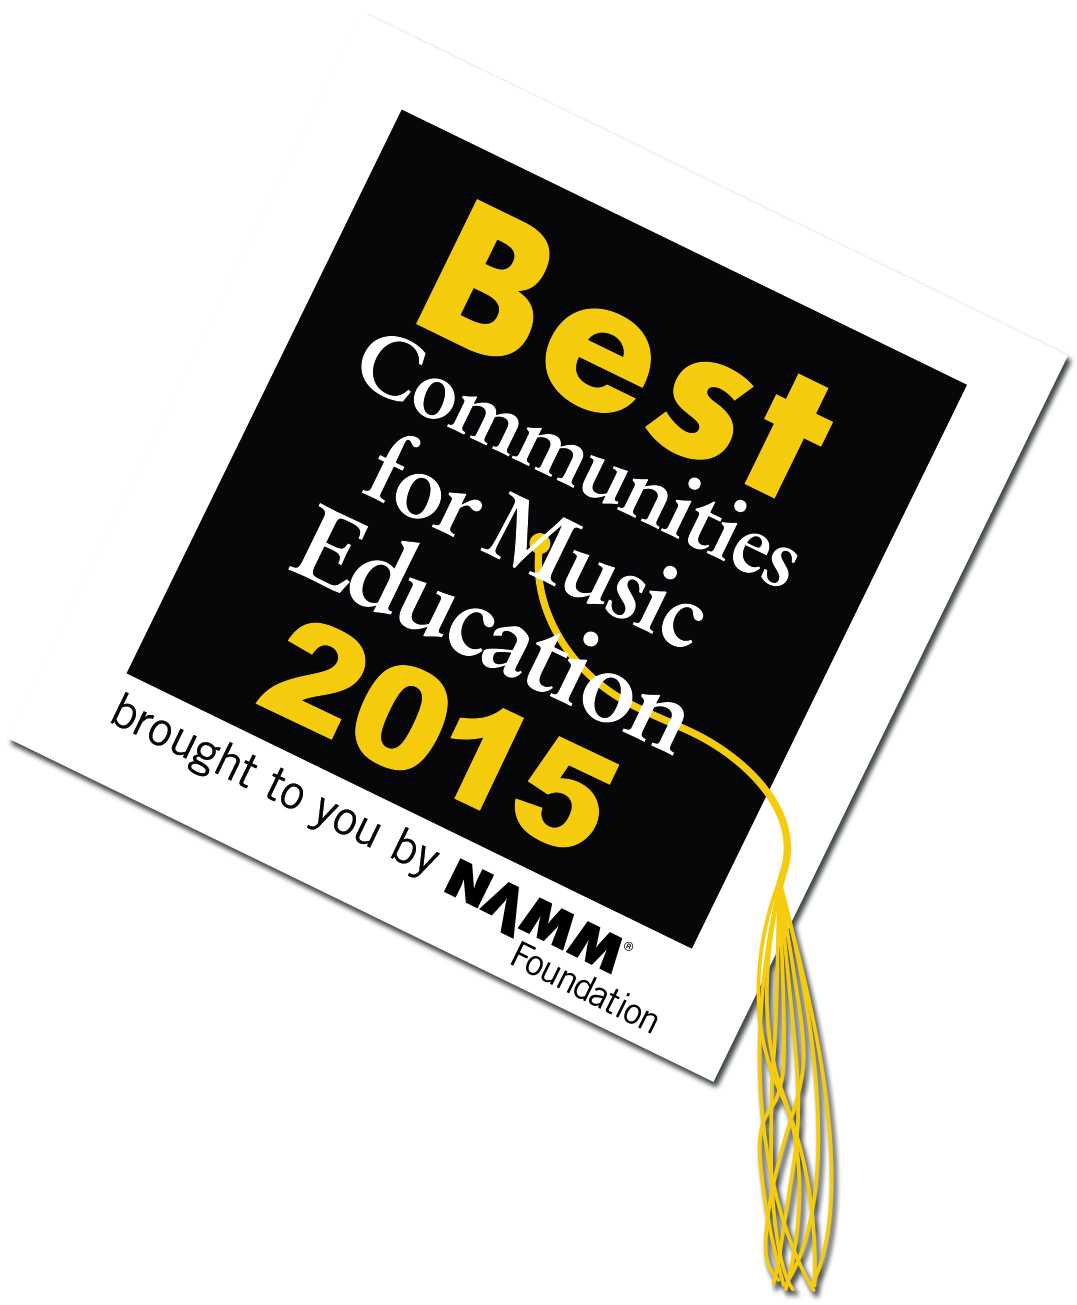 Best
Communities
for Music
Education
2015
brought to you by NAMM®
Foundation